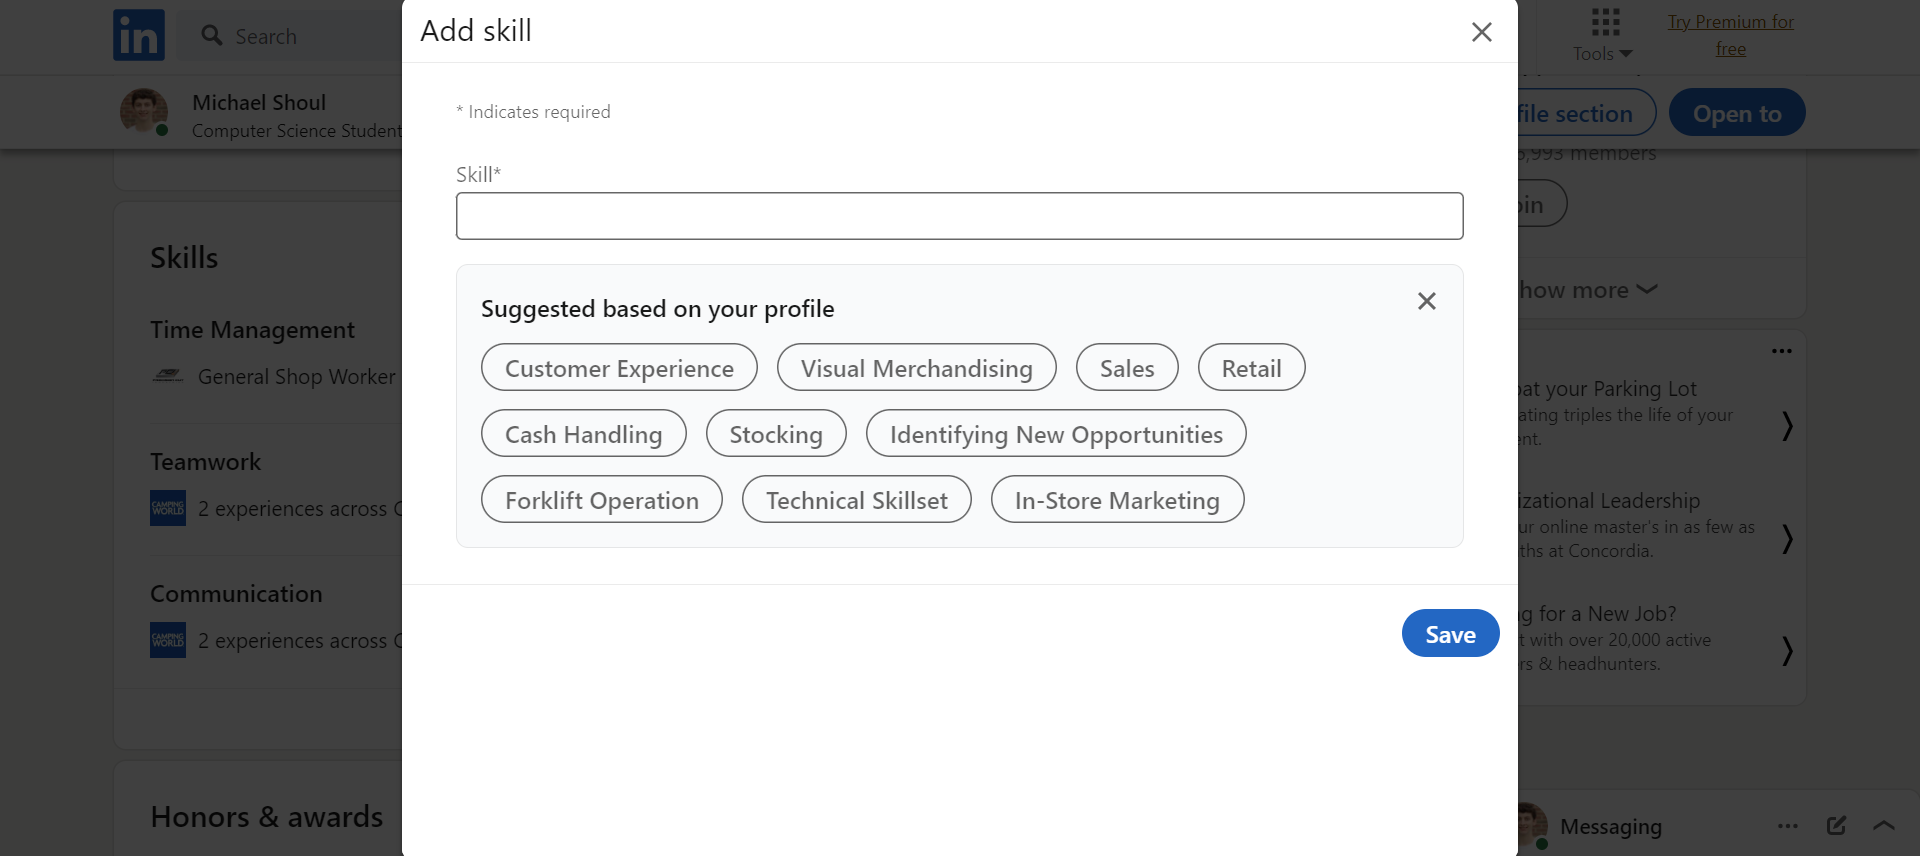 in
Search
Tools
Try Premium for
free
Michael Shoul
Computer Science Student
file section
Open to
Add skill
* Indicates required
Skill*
Suggested based on your profile
Customer Experience
Visual Merchandising
Sales
Retail
Cash Handling
Stocking
Identifying New Opportunities
Forklift Operation
Technical Skillset
In-Store Marketing
Save
Skills
Time Management
General Shop Worker
Teamwork
CAMPING
WORLD
2 experiences across
Communication
CAMPING
WORLD
2 experiences across
Honors & awards
,993 members
oin
how more
your Parking Lot
ating triples the life of your
ent.
izational Leadership
ur online master's in as few as
ths at Concordia.
g for a New Job?
t with over 20,000 active
rs & headhunters.
Messaging